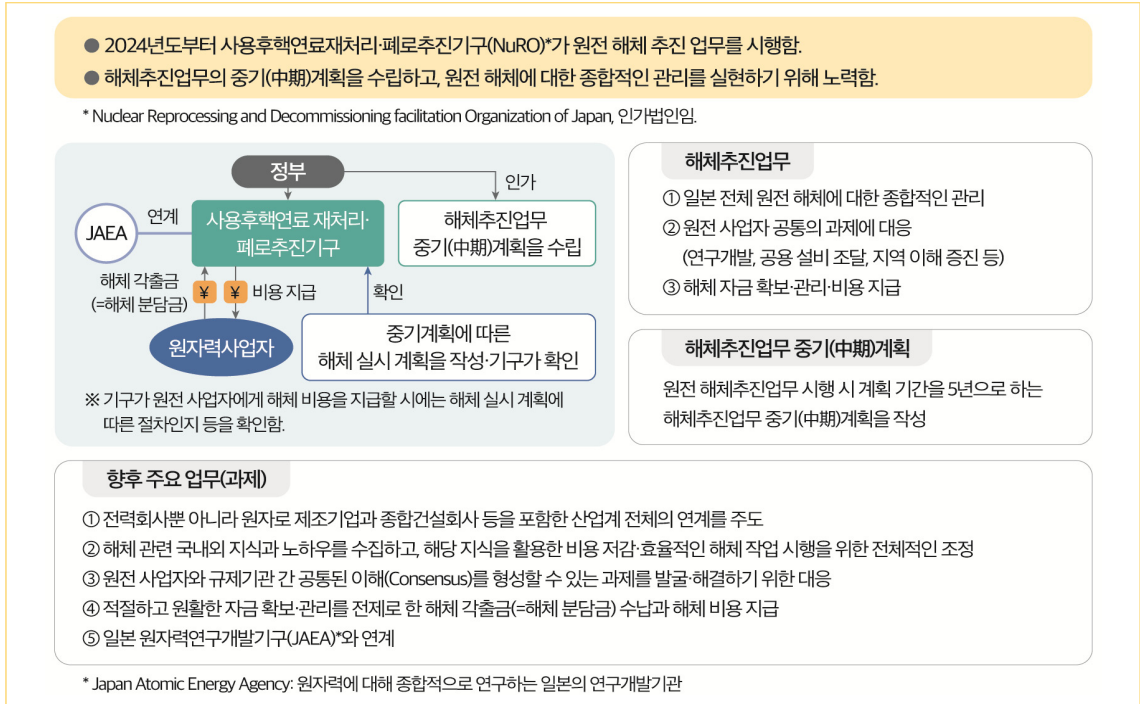 ● 2024년도부터 사용후핵연료재처리·폐로추진기구(NuRO)*가 원전 해체 추진 업무를 시행함.
● 해체추진업무의 중기(中期)계획을 수립하고, 원전 해체에 대한 종합적인 관리를 실현하기 위해 노력함.
* Nuclear Reprocessing and Decommissioning facilitation Organization of Japan, 인가법인임.
정부
인가
JAEA
연계
사용후핵연료 재처리·
폐로추진기구
해체추진업무
중기(中期)계획을 수립
해체 각출금
(=해체 분담금)
¥
¥
비용 지급
확인
원자력사업자
중기계획에 따른
해체 실시 계획을 작성·기구가 확인
※ 기구가 원전 사업자에게 해체 비용을 지급할 시에는 해체 실시 계획에
따른 절차인지 등을 확인함.
해체추진업무
① 일본 전체 원전 해체에 대한 종합적인 관리
② 원전 사업자 공통의 과제에 대응
(연구개발, 공용 설비 조달, 지역 이해 증진 등)
③ 해체 자금 확보·관리·비용 지급
해체추진업무 중기(中期)계획
원전 해체추진업무 시행 시 계획 기간을 5년으로 하는
해체추진업무 중기(中期)계획을 작성
향후 주요 업무(과제)
① 전력회사뿐 아니라 원자로 제조기업과 종합건설회사 등을 포함한 산업계 전체의 연계를 주도
② 해체 관련 국내외 지식과 노하우를 수집하고, 해당 지식을 활용한 비용 저감·효율적인 해체 작업 시행을 위한 전체적인 조정
③ 원전 사업자와 규제기관 간 공통된 이해(Consensus)를 형성할 수 있는 과제를 발굴·해결하기 위한 대응
④ 적절하고 원활한 자금 확보·관리를 전제로 한 해체 각출금(=해체 분담금) 수납과 해체 비용 지급
⑤ 일본 원자력연구개발기구(JAEA)*와 연계
* Japan Atomic Energy Agency: 원자력에 대해 종합적으로 연구하는 일본의 연구개발기관